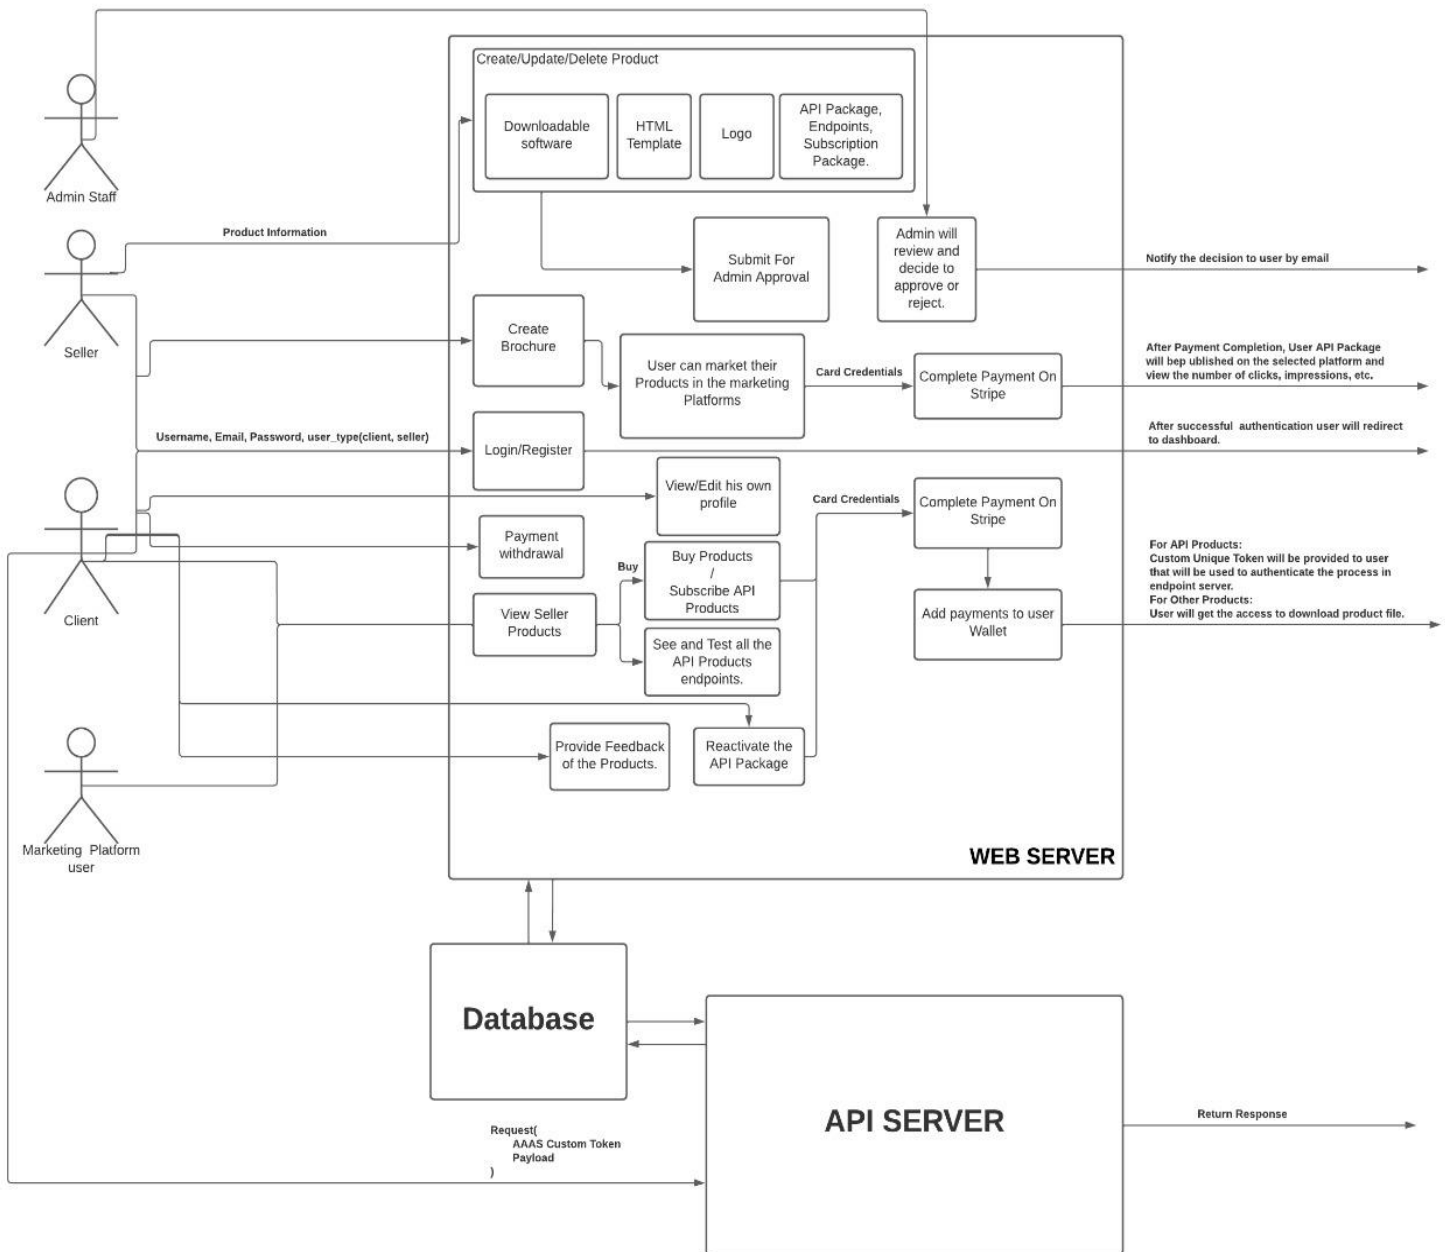 Create/Update/Delete Product
Downloadable
software
HTML
Template
Logo
API Package,
Endpoints,
Subscription
Package.
Admin Staff
Product Information
Submit For
Admin Approval
Admin will
review and
decide to
approve or
reject.
Notify the decision to user by email
Seller
Create
Brochure
User can market their
Products in the marketing
Platforms
Card Credentials
Complete Payment On
Stripe
After Payment Completion, User API Package
will bep ublished on the selected platform and
view the number of clicks, impressions, etc.
Username, Email, Password, user_type(client, seller)
Login/Register
After successful authentication user will redirect
to dashboard.
View/Edit his own
profile
Card Credentials
Complete Payment On
Stripe
Payment
withdrawal
Buy
Buy Products
/
Subscribe API
Products
For API Products:
Custom Unique Token will be provided to user
that will be used to authenticate the process in
endpoint server.
For Other Products:
User will get the access to download product file.
Client
View Seller
Products
Add payments to user
Wallet
See and Test all the
API Products
endpoints.
Provide Feedback
of the Products.
Reactivate the
API Package
Marketing Platform
user
WEB SERVER
Database
API SERVER
Return Response
Request(
AAAS Custom Token
Payload
)